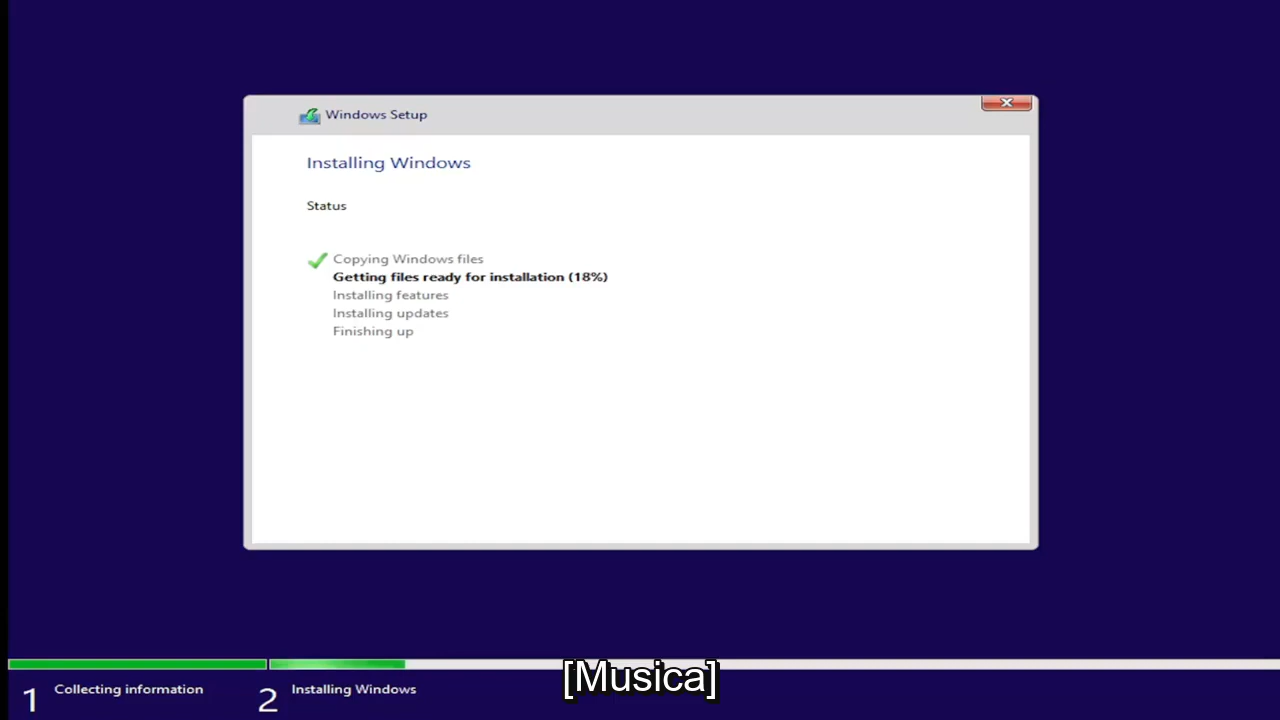 Windows Setup
Installing Windows
Status
Copying Windows files
Getting files ready for installation (18%)
Installing features
Installing updates
Finishing up
[Musica]
1 Collecting information
2 Installing Windows